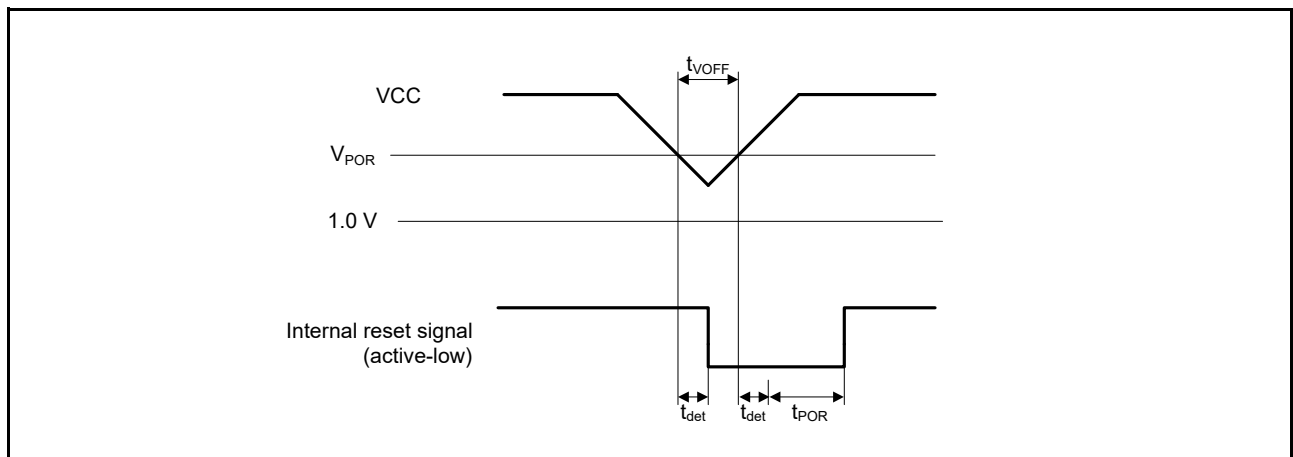 tVOFF
VCC
VPOR
1.0 V
Internal reset signal
(active-low)
tdet
tdet
tPOR